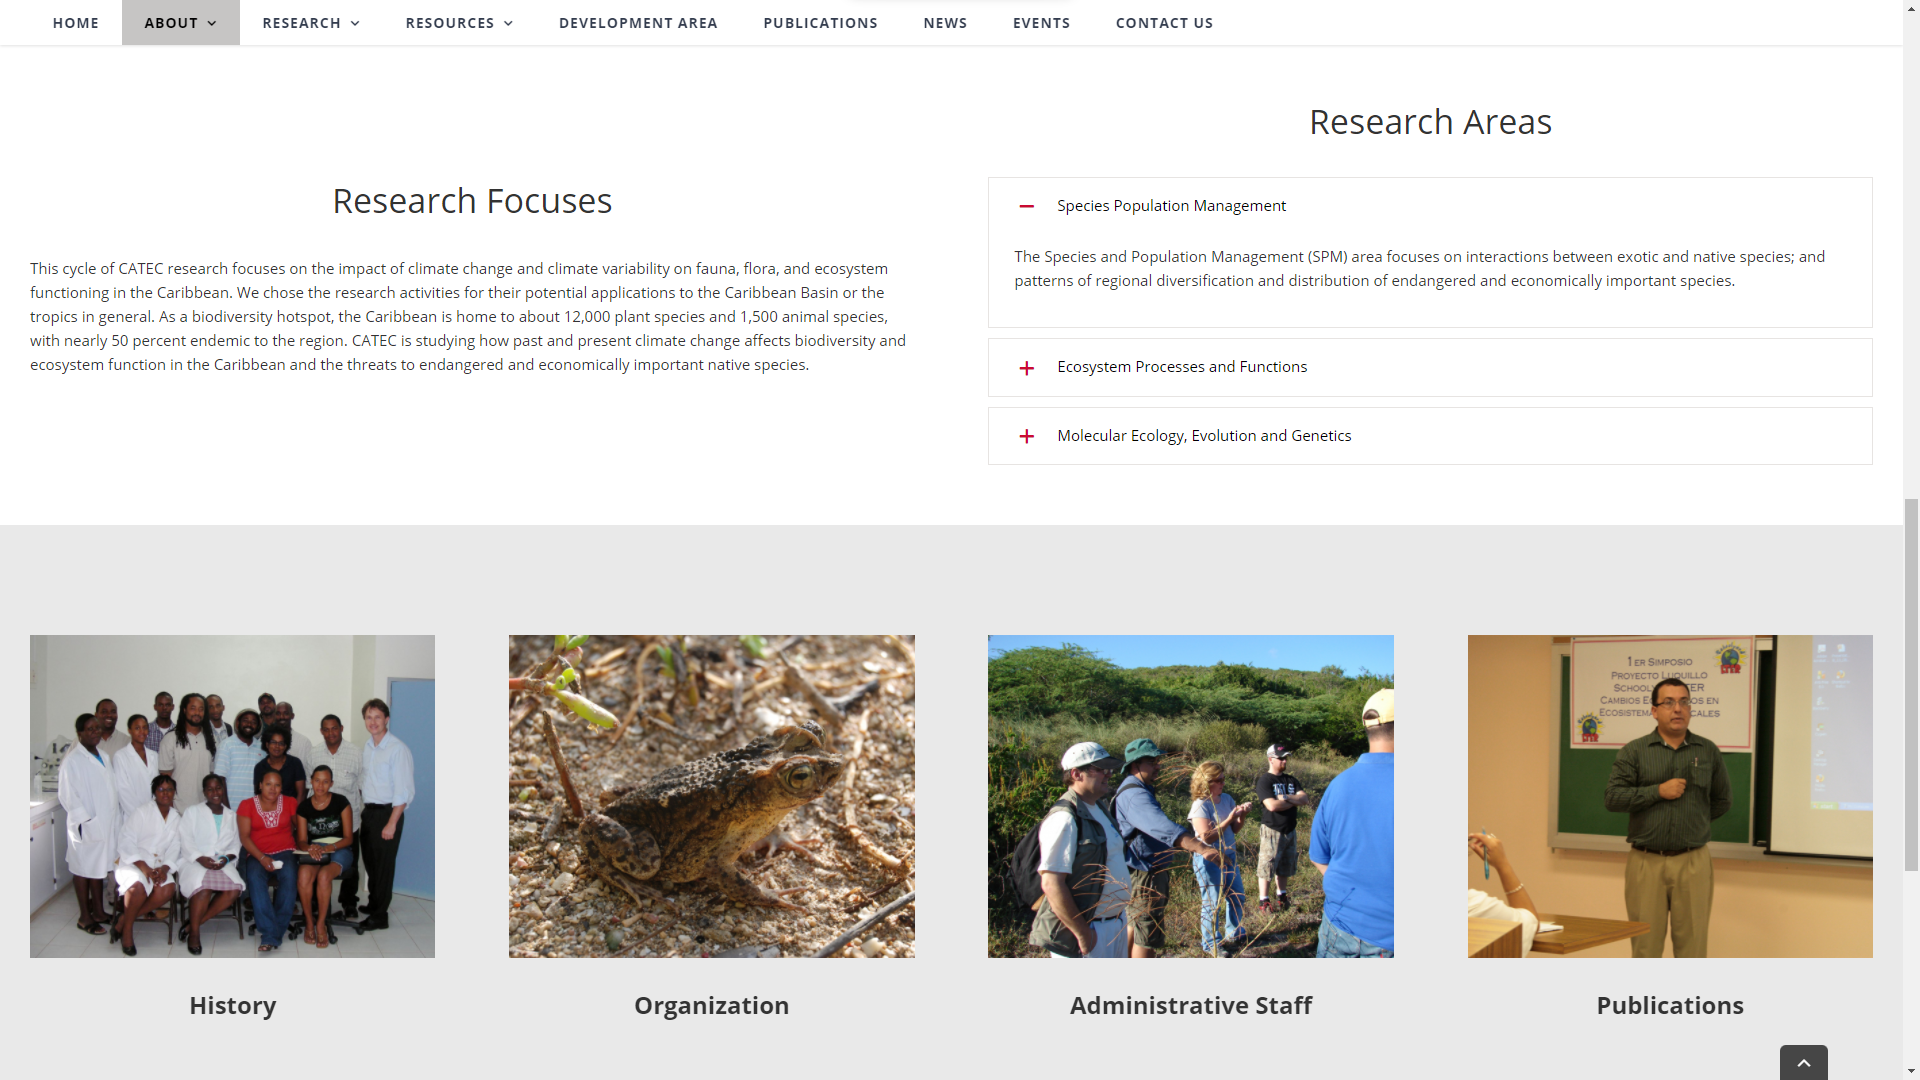 HOME ABOUT RESEARCH RESOURCES DEVELOPMENT AREA PUBLICATIONS NEWS EVENTS CONTACT US
Research Focuses
This cycle of CATEC research focuses on the impact of climate change and climate variability on fauna, flora, and ecosystem
functioning in the Caribbean. We chose the research activities for their potential applications to the Caribbean Basin or the
tropics in general. As a biodiversity hotspot, the Caribbean is home to about 12,000 plant species and 1,500 animal species,
with nearly 50 percent endemic to the region. CATEC is studying how past and present climate change affects biodiversity and
ecosystem function in the Caribbean and the threats to endangered and economically important native species.
Research Areas
Species Population Management
The Species and Population Management (SPM) area focuses on interactions between exotic and native species; and
patterns of regional diversification and distribution of endangered and economically important species.
Ecosystem Processes and Functions
Molecular Ecology, Evolution and Genetics
1 ER SIMPOSIO
PROYECTO LUQUILLO
CAMBIOS EN
History
Organization
Administrative Staff
Publications